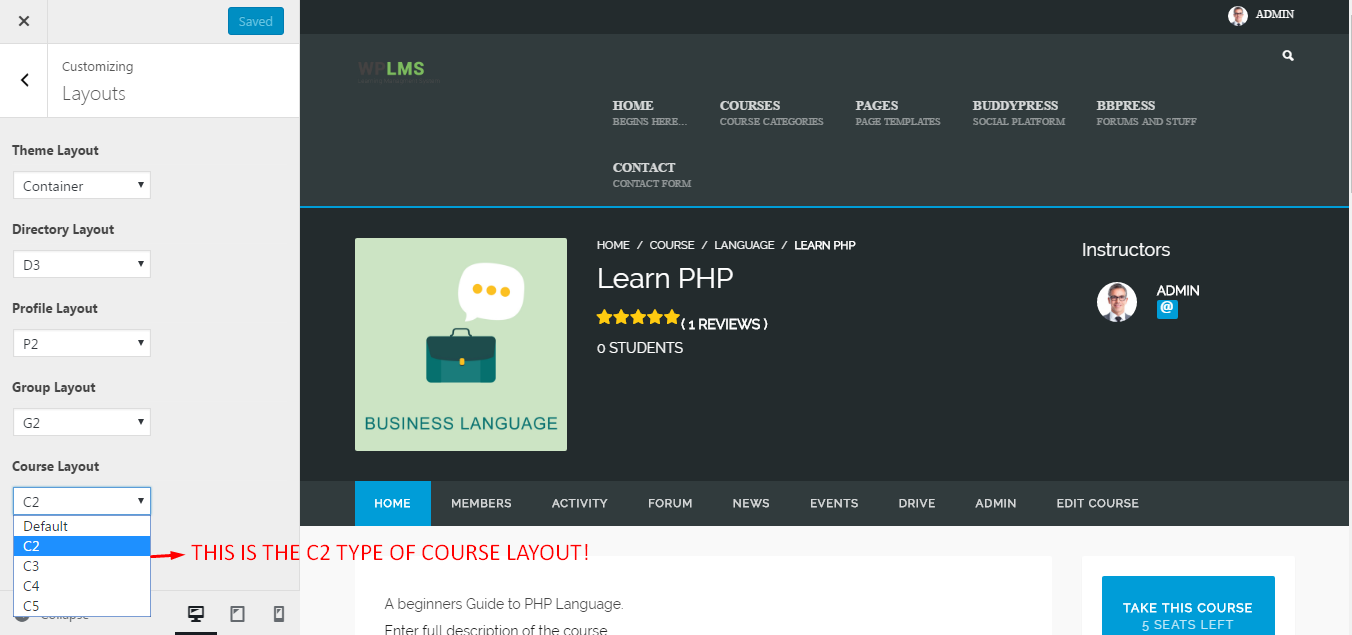 Saved
Customizing
Layouts
Theme Layout
Container
Directory Layout
D3
Profile Layout
P2
Group Layout
G2
Course Layout
C2
Default
C2
C3
C4
C5
Collapse
ADMIN
WPLMS
HOME COURSES PAGES BUDDYPRESS BBPRESS
BEGINS HERE... COURSE CATEGORIES PAGE TEMPLATES SOCIAL PLATFORM FORUMS AND STUFF
CONTACT
CONTACT FORM
BUSINESS LANGUAGE
HOME / COURSE / LANGUAGE / LEARN PHP
Learn PHP
( 1 REVIEWS )
0 STUDENTS
Instructors
ADMIN
@
HOME MEMBERS ACTIVITY FORUM NEWS EVENTS DRIVE ADMIN EDIT COURSE
THIS IS THE C2 TYPE OF COURSE LAYOUT!
A beginners Guide to PHP Language.
Enter full description of the course
TAKE THIS COURSE
5 SEATS LEFT